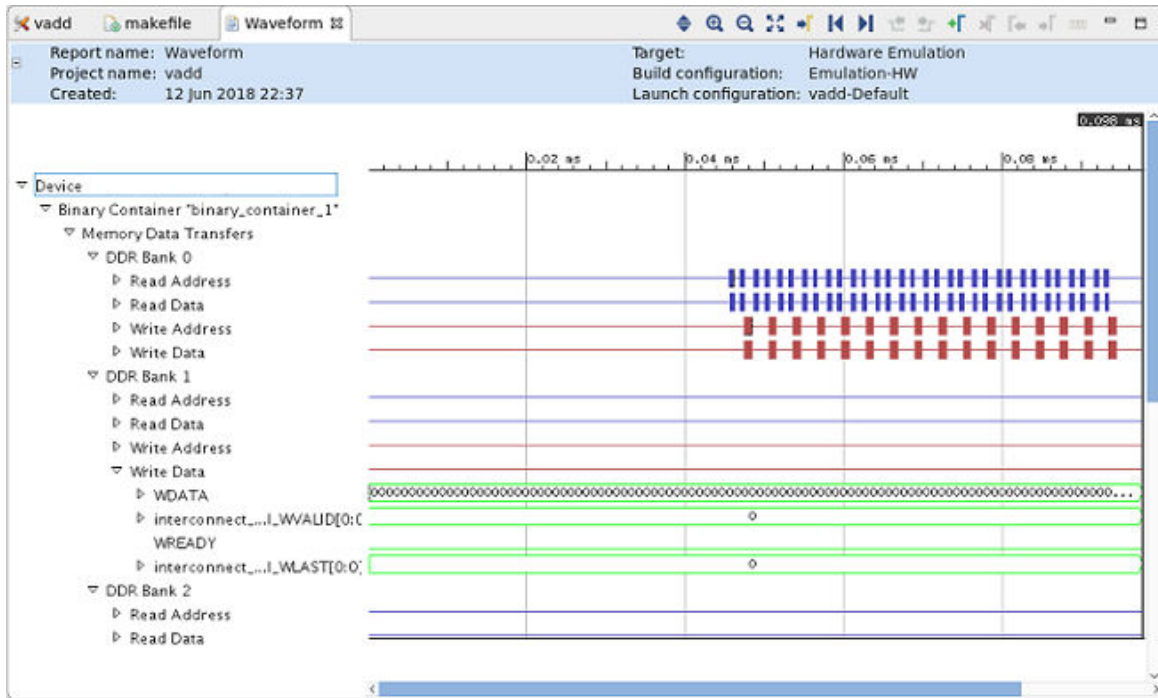 vadd makefile Waveform
Report name: Waveform Target: Hardware Emulation
Project name: vadd Build configuration: Emulation-HW
Created: 12 Jun 2018 22:37 Launch configuration: vadd-Default
0.098 ms
0.02 ms 0.04 ms 0.06 ms 0.08 ms
Device
Binary Container "binary_container_1"
Memory Data Transfers
DDR Bank 0
Read Address
Read Data
Write Address
Write Data
DDR Bank 1
Read Address
Read Data
Write Address
Write Data
WDATA
interconnect_...I_WVALID[0:0 0
WREADY
interconnect_...I_WLAST[0:0] 0
DDR Bank 2
Read Address
Read Data